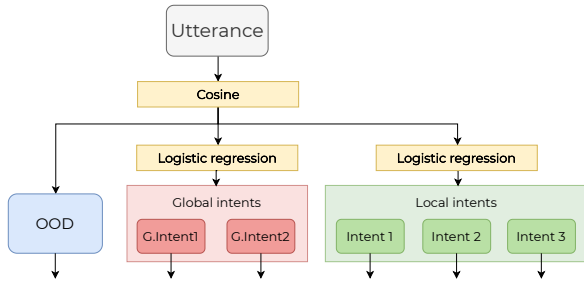 Utterance
Cosine
Logistic regression
Logistic regression
OOD
Global intents
G.Intent1
G.Intent2
Local intents
Intent 1
Intent 2
Intent 3